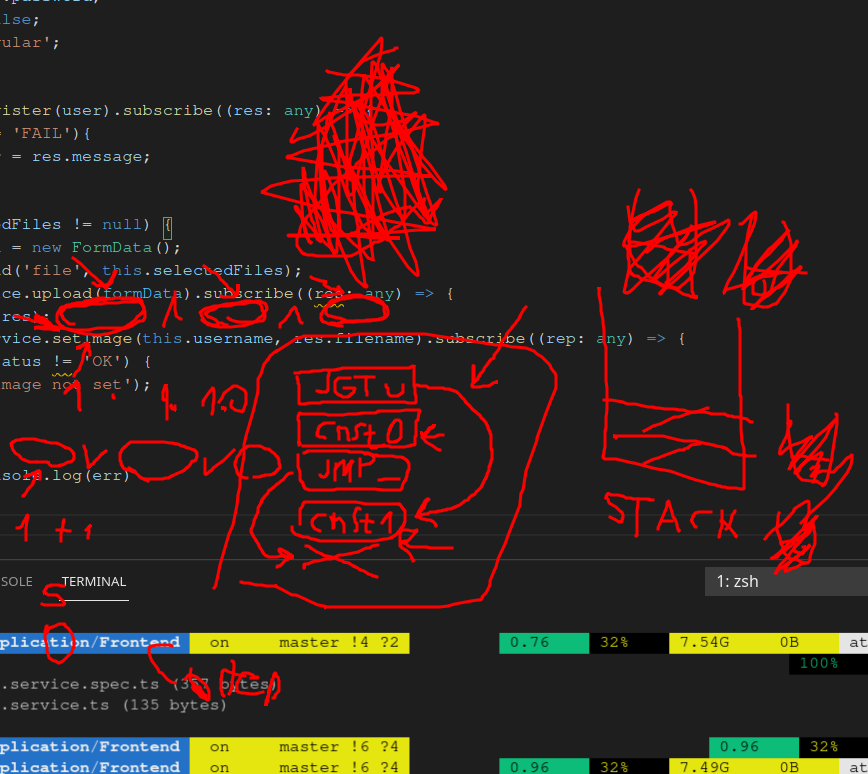 lse;
ular';
ister(user).subscribe((res: any) => {
= 'FAIL'){
= res.message;
edFiles != null) {
= new FormData();
d('file', this.selectedFiles);
ce.upload(formData).subscribe((res: any) => {
res);
rvice.setImage(this.username, res.filename).subscribe((rep: any) => {
atus != 'OK') {
mage not set');
1. 1. 1.0
JGTU
cnst 0
JMP _
cnst 1
nsole.log(err)
1 + 1
STACK
SOLE TERMINAL
1: zsh
S
plication/Frontend on master !4 ?2 0.76 32% 7.54G 0B at
100%
.service.spec.ts (357 bytes)
.service.ts (135 bytes)
plication/Frontend on master !6 ?4 0.96 32%
plication/Frontend on master !6 ?4 0.96 32% 7.49G 0B at